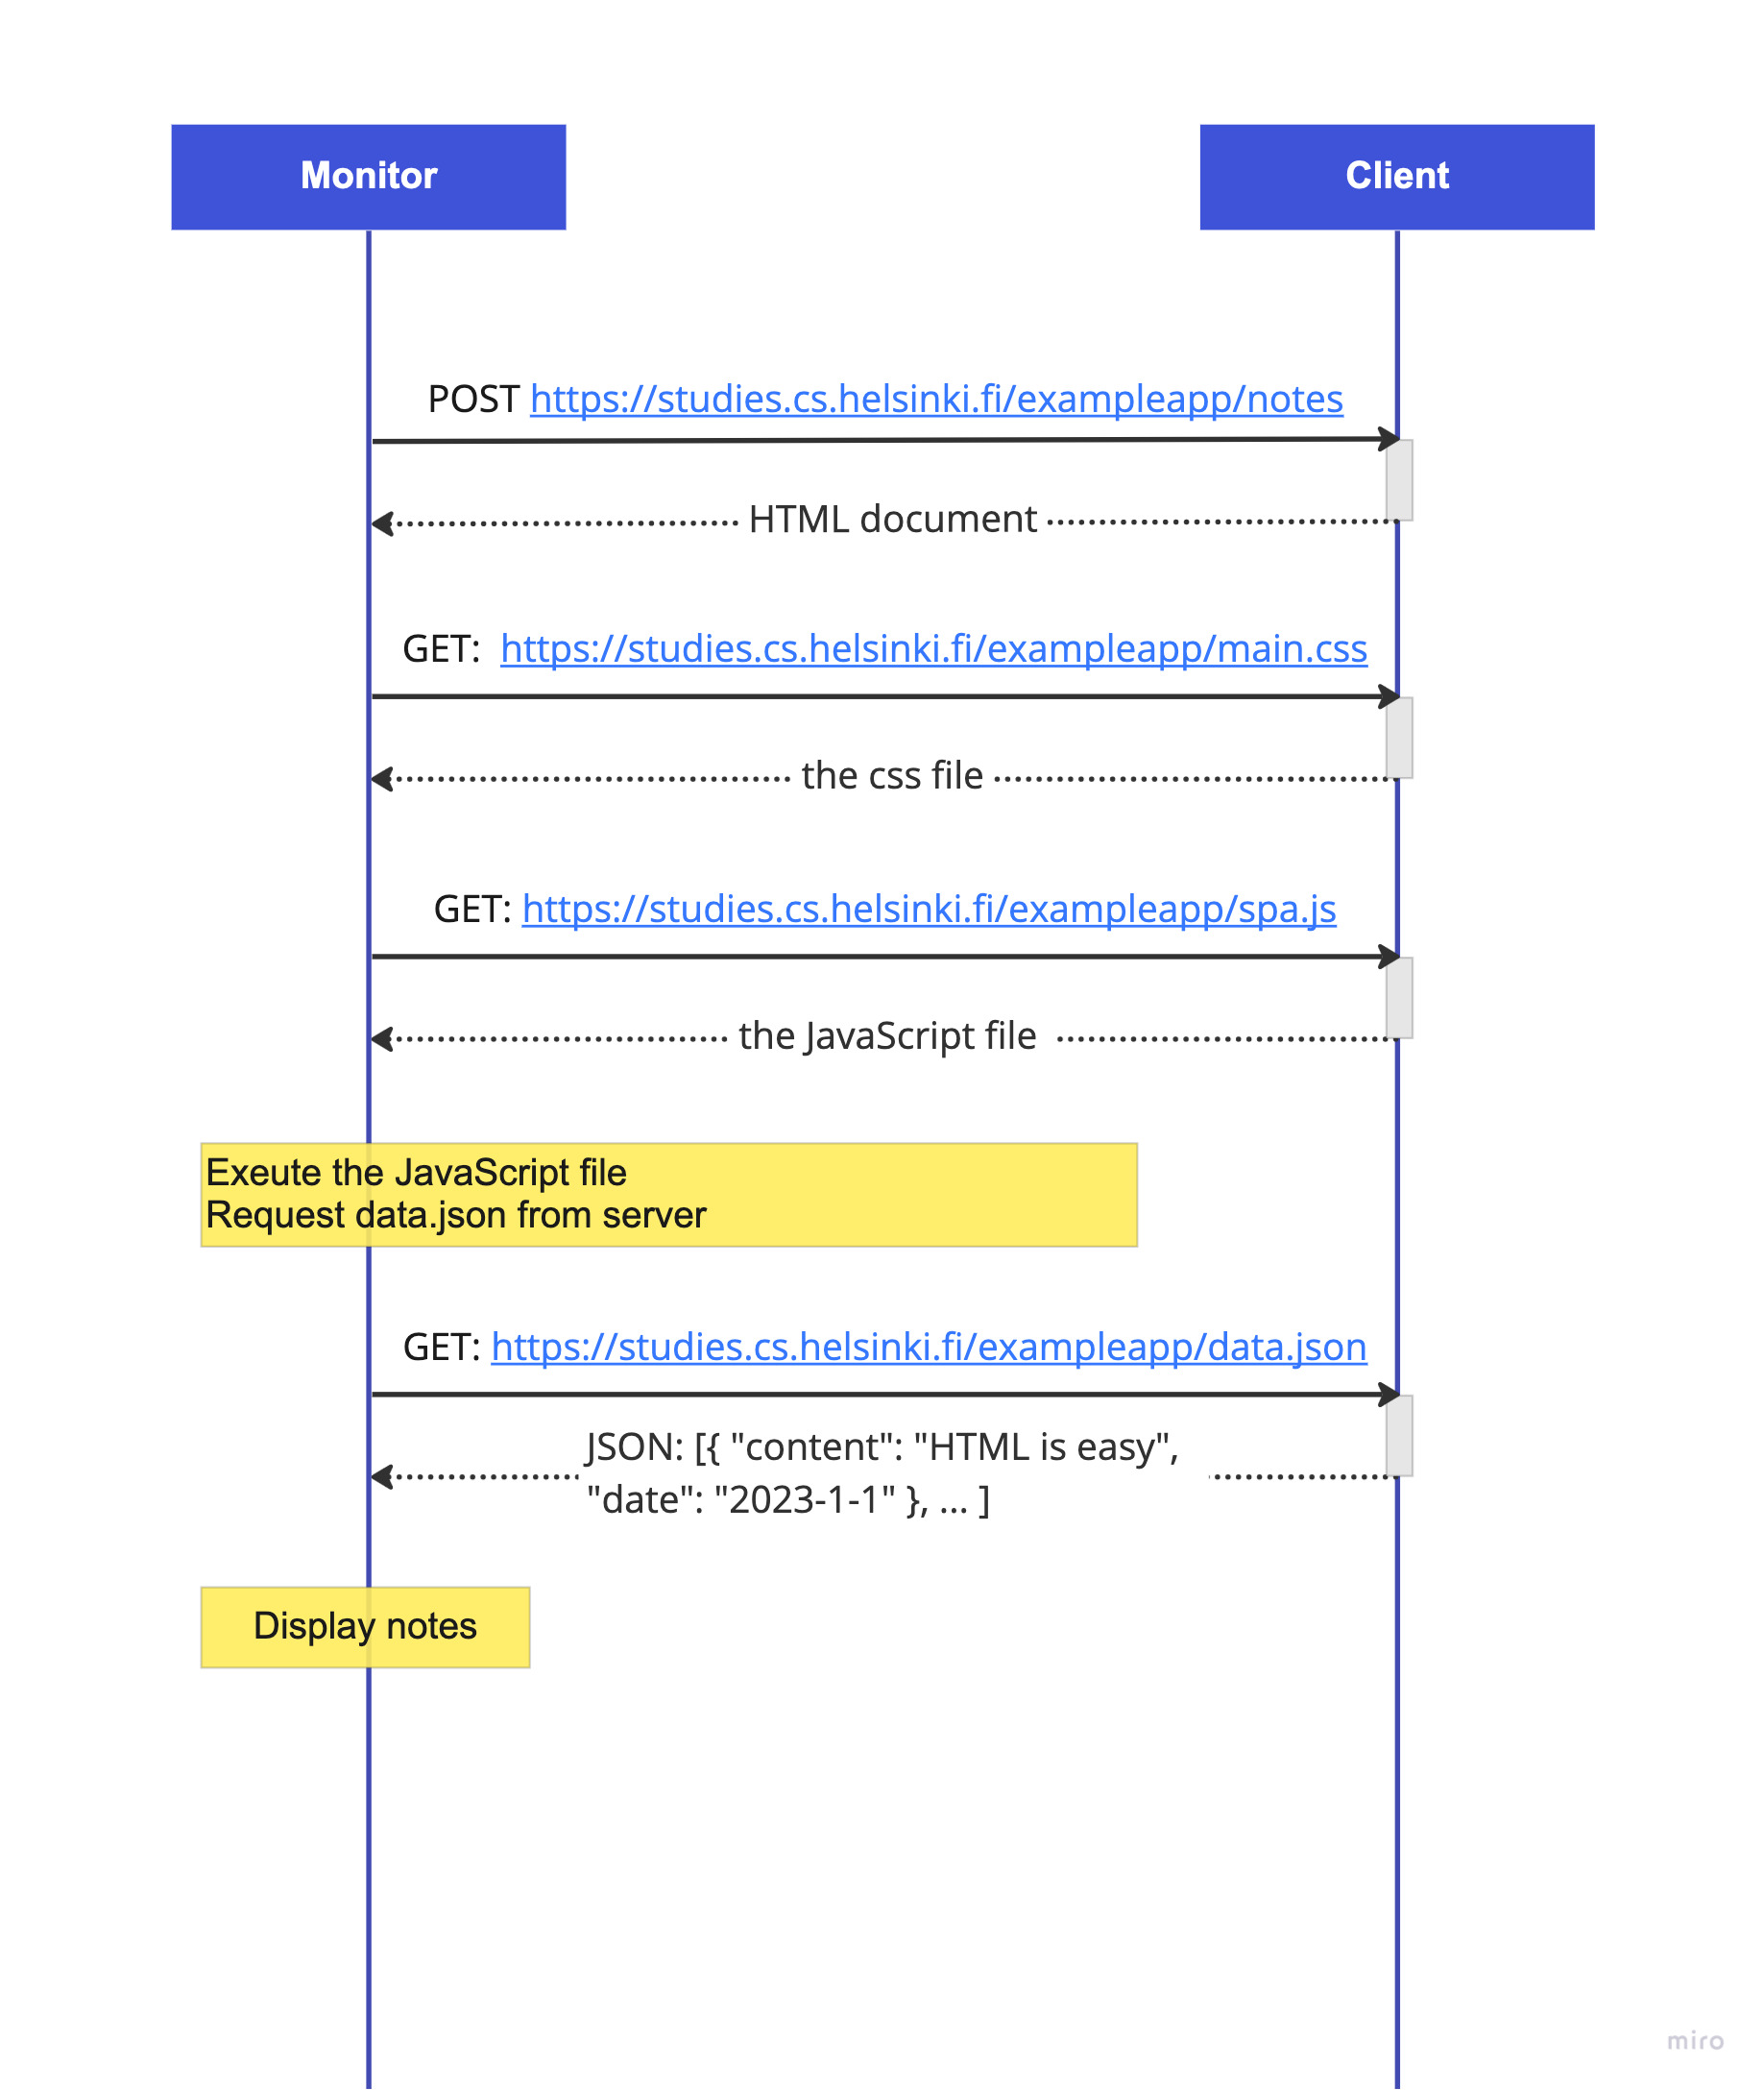 Monitor
Client
POST https://studies.cs.helsinki.fi/exampleapp/notes
HTML document
GET:  https://studies.cs.helsinki.fi/exampleapp/main.css
the css file
GET: https://studies.cs.helsinki.fi/exampleapp/spa.js
the JavaScript file
Exeute the JavaScript file
Request data.json from server
GET: https://studies.cs.helsinki.fi/exampleapp/data.json
JSON: [{ "content": "HTML is easy",
"date": "2023-1-1" }, ... ]
Display notes
miro